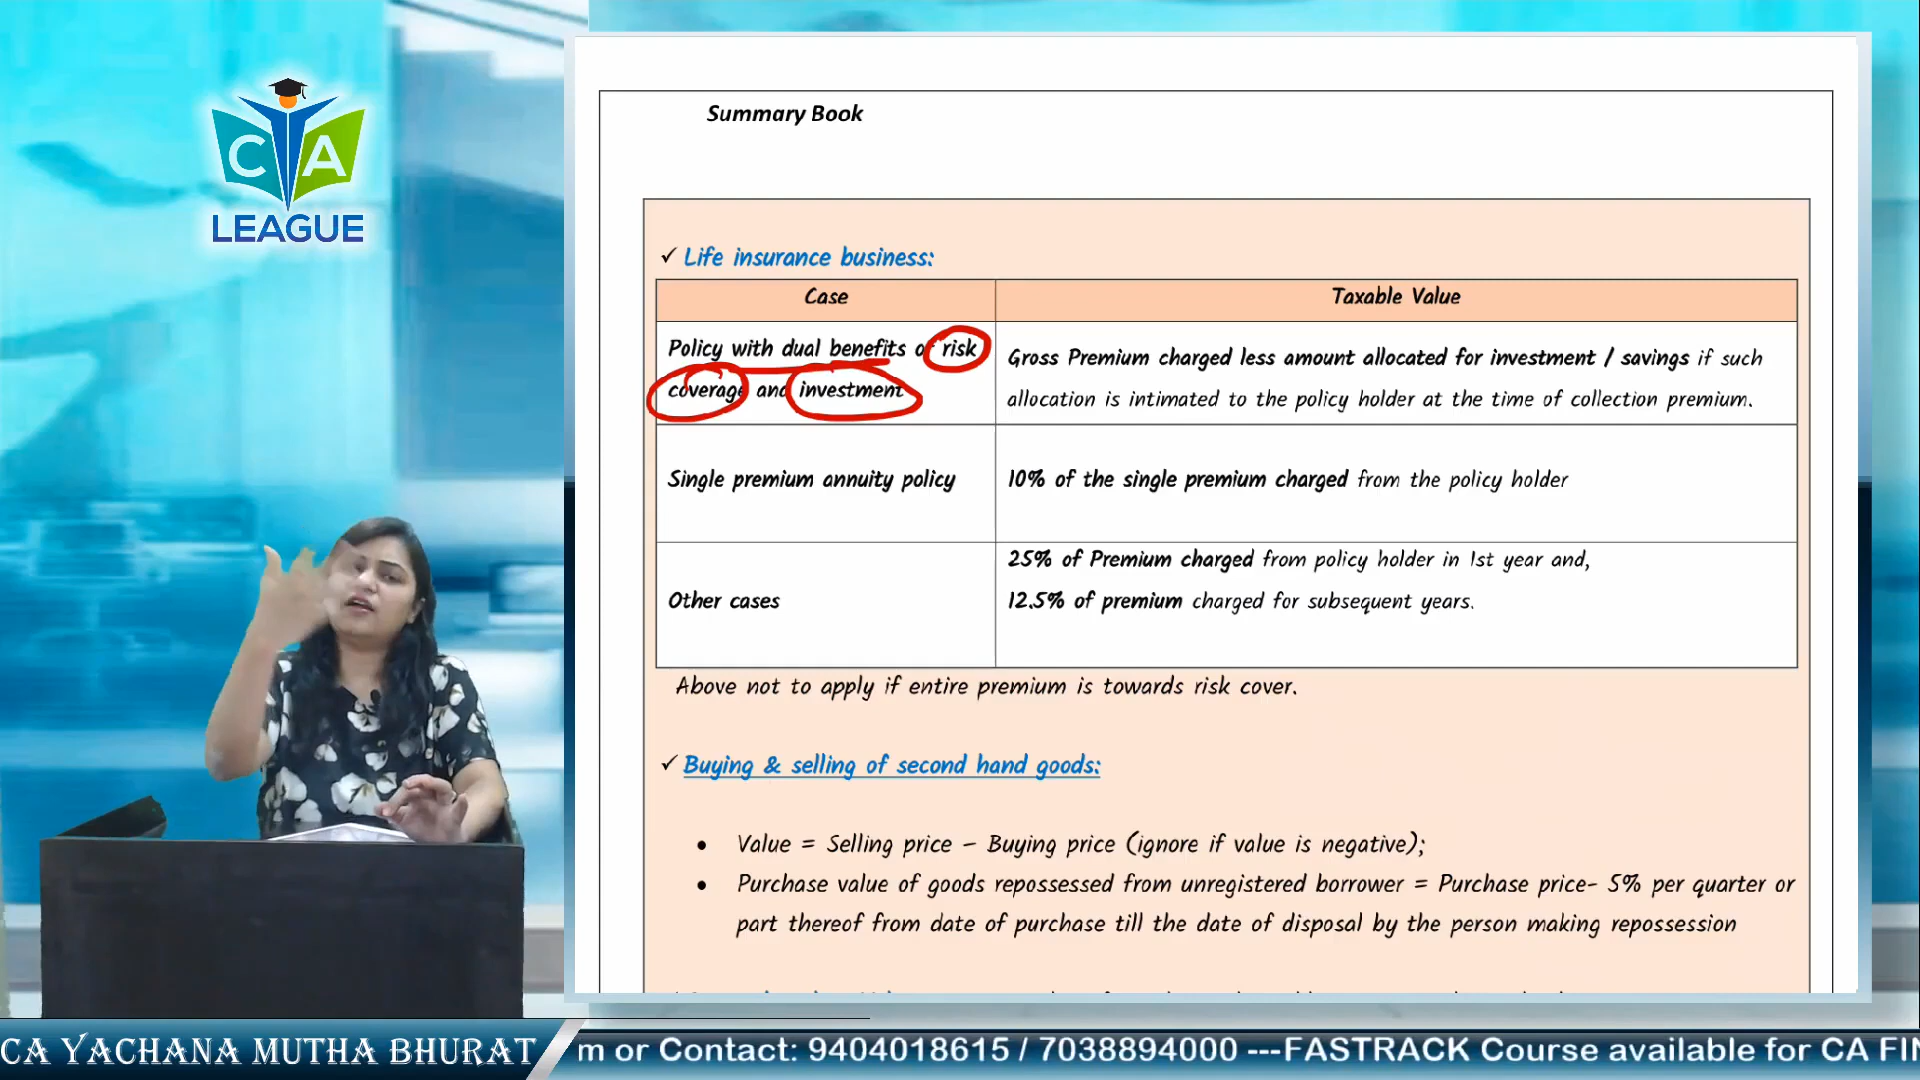 CA
LEAGUE
Summary Book
✓ Life insurance business:
Case
Taxable Value
Policy with dual benefits of risk
coverage and investment
Gross Premium charged less amount allocated for investment / savings if such
allocation is intimated to the policy holder at the time of collection premium.
Single premium annuity policy
10% of the single premium charged from the policy holder
Other cases
25% of Premium charged from policy holder in 1st year and,
12.5% of premium charged for subsequent years.
Above not to apply if entire premium is towards risk cover.
✓ Buying & selling of second hand goods:
• Value = Selling price – Buying price (ignore if value is negative);
• Purchase value of goods repossessed from unregistered borrower = Purchase price- 5% per quarter or
part thereof from date of purchase till the date of disposal by the person making repossession
CA YACHANA MUTHA BHURAT
m or Contact: 9404018615 / 7038894000 ---FASTRACK Course available for CA FIN